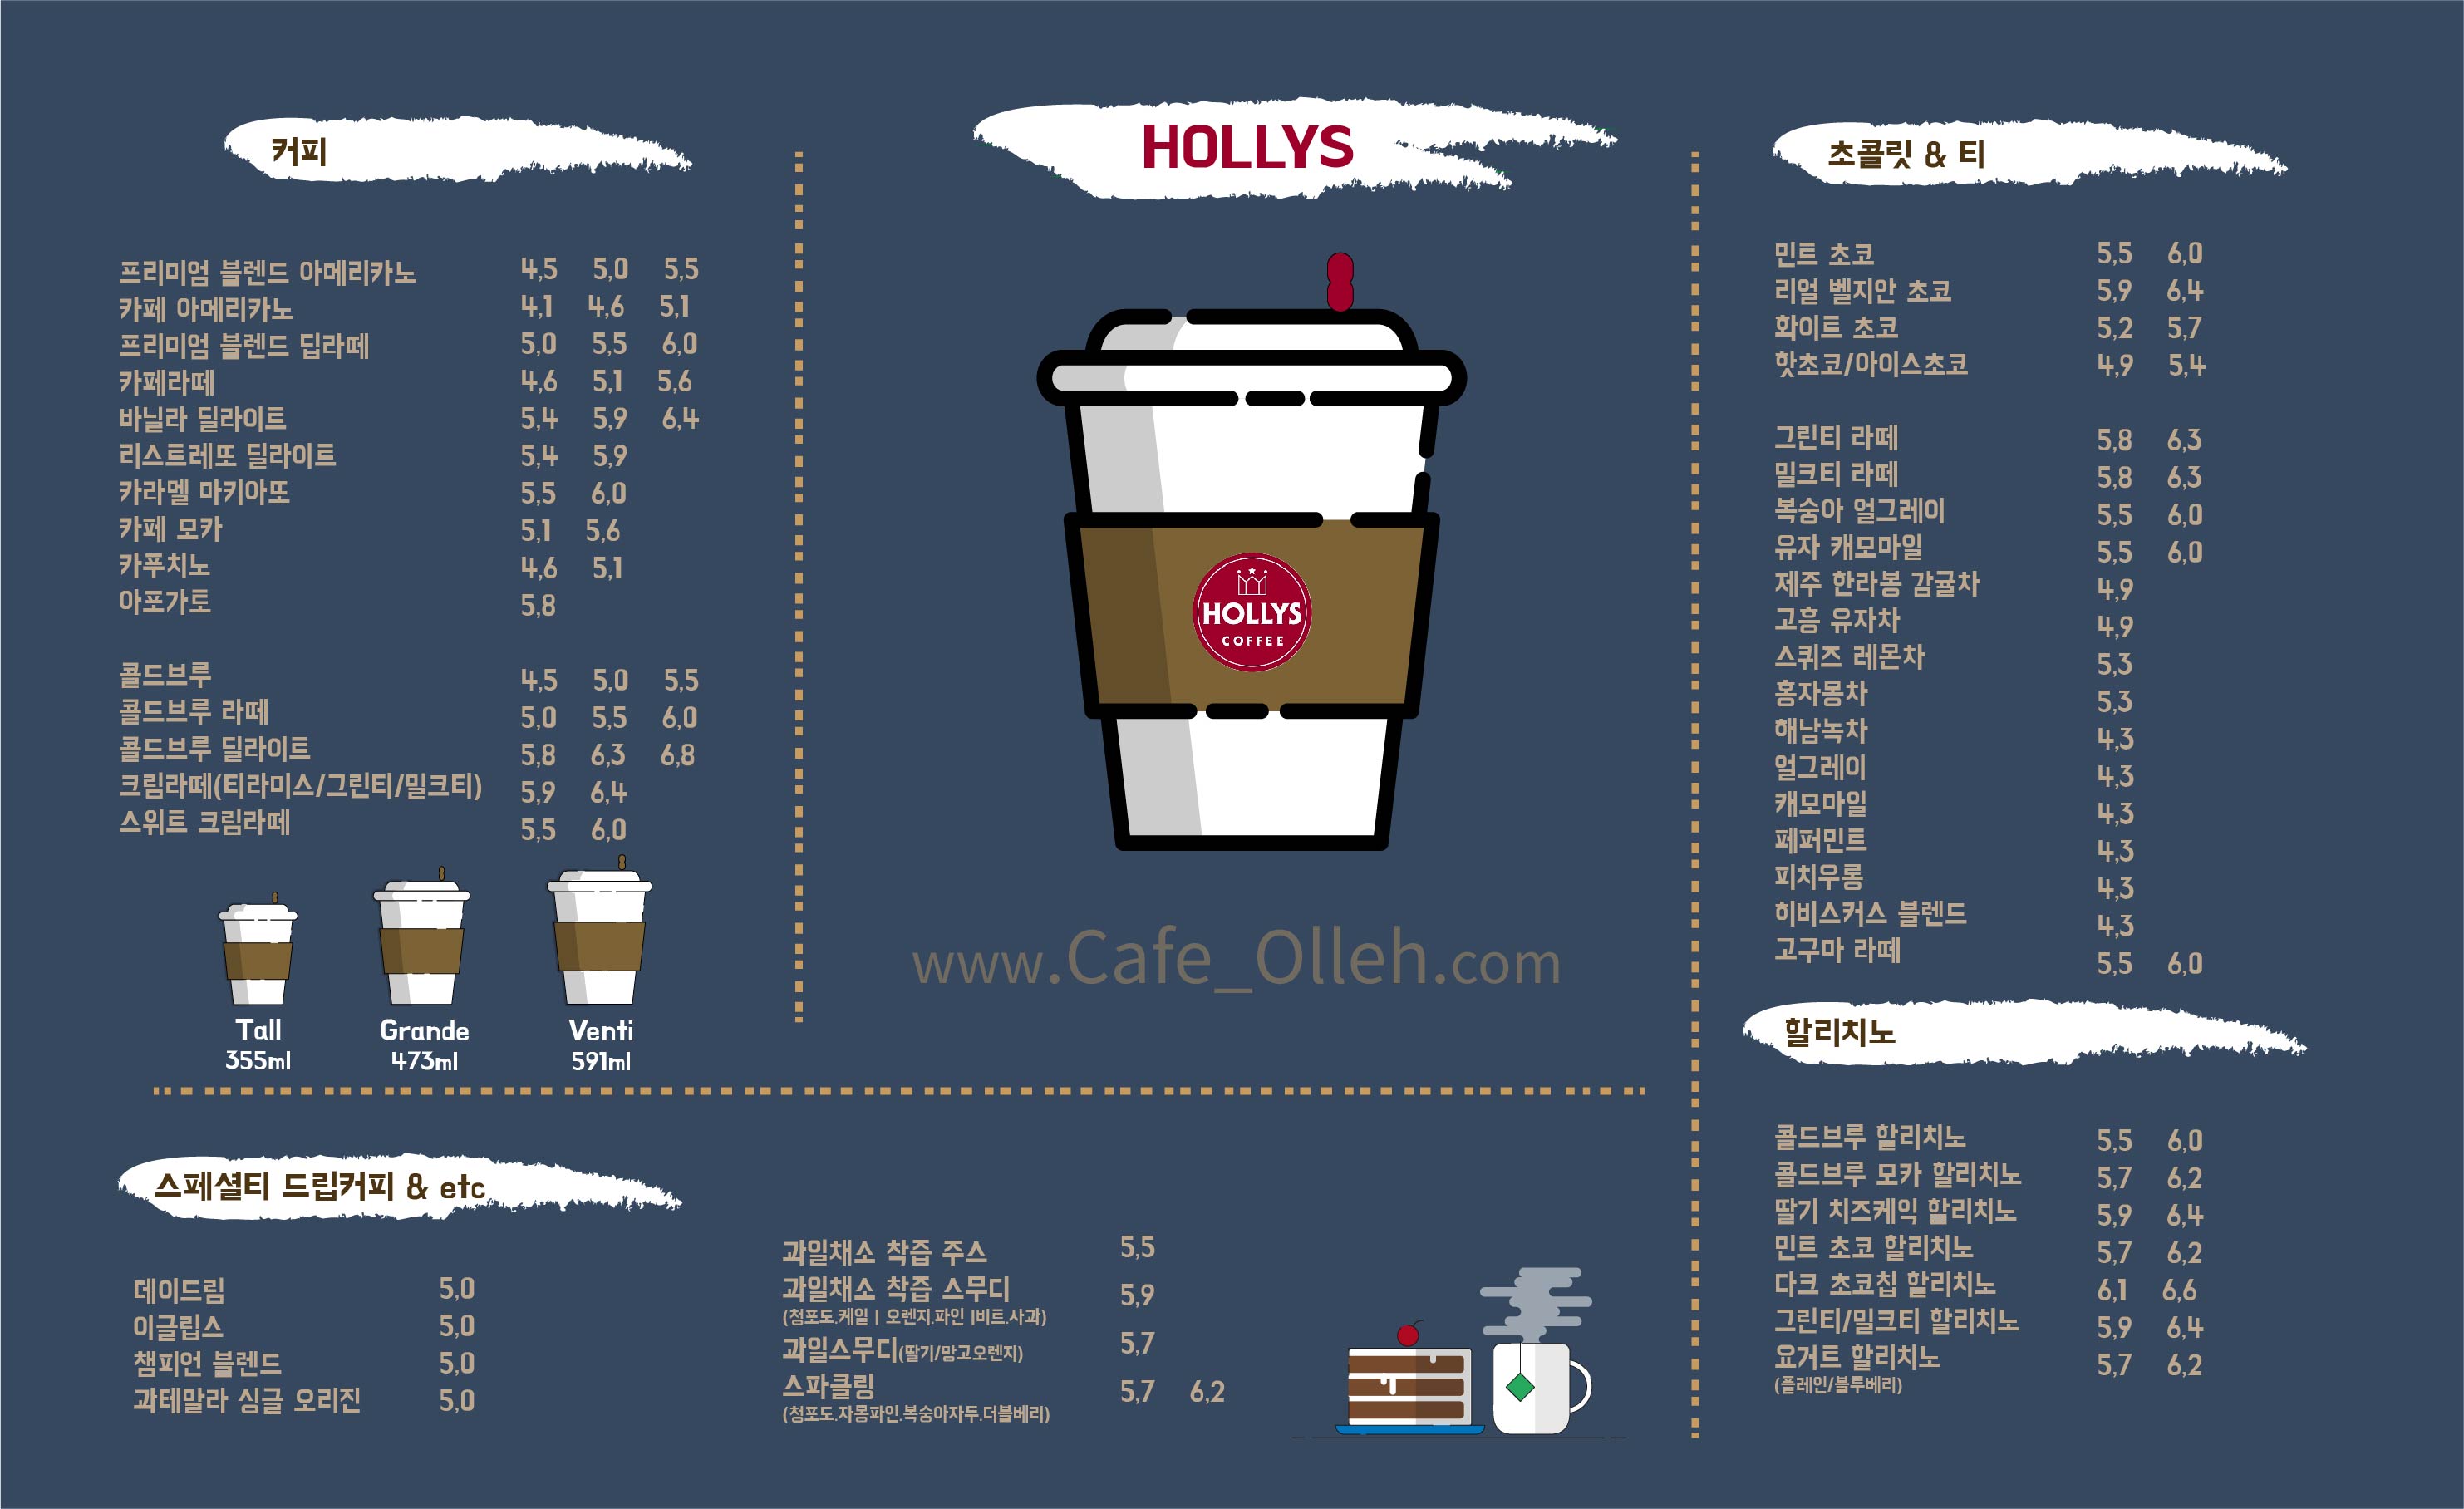 커피
프리미엄 블렌드 아메리카노 4,5 5,0 5,5
카페 아메리카노 4,1 4,6 5,1
프리미엄 블렌드 딥라떼 5,0 5,5 6,0
카페라떼 4,6 5,1 5,6
바닐라 딜라이트 5,4 5,9 6,4
리스트레또 딜라이트 5,4 5,9
카라멜 마키아또 5,5 6,0
카페 모카 5,1 5,6
카푸치노 4,6 5,1
아포가토 5,8
콜드브루 4,5 5,0 5,5
콜드브루 라떼 5,0 5,5 6,0
콜드브루 딜라이트 5,8 6,3 6,8
크림라떼(티라미스/그린티/밀크티) 5,9 6,4
스위트 크림라떼 5,5 6,0
Tall Grande Venti
355ml 473ml 591ml
HOLLYS
HOLLYS
COFFEE
www.Cafe_Olleh.com
초콜릿 & 티
민트 초코 5,5 6,0
리얼 벨지안 초코 5,9 6,4
화이트 초코 5,2 5,7
핫초코/아이스초코 4,9 5,4
그린티 라떼 5,8 6,3
밀크티 라떼 5,8 6,3
복숭아 얼그레이 5,5 6,0
유자 캐모마일 5,5 6,0
제주 한라봉 감귤차 4,9
고흥 유자차 4,9
스퀴즈 레몬차 5,3
홍자몽차 5,3
해남녹차 4,3
얼그레이 4,3
캐모마일 4,3
페퍼민트 4,3
피치우롱 4,3
히비스커스 블렌드 4,3
고구마 라떼 5,5 6,0
할리치노
콜드브루 할리치노 5,5 6,0
콜드브루 모카 할리치노 5,7 6,2
딸기 치즈케익 할리치노 5,9 6,4
민트 초코 할리치노 5,7 6,2
다크 초코칩 할리치노 6,1 6,6
그린티/밀크티 할리치노 5,9 6,4
요거트 할리치노 5,7 6,2
(플레인/블루베리)
스페셜티 드립커피 & etc
데이드림 5,0
이글립스 5,0
챔피언 블렌드 5,0
과테말라 싱글 오리진 5,0
과일채소 착즙 주스 5,5
과일채소 착즙 스무디 5,9
(청포도.케일 | 오렌지.파인 |비트.사과)
과일스무디(딸기/망고오렌지) 5,7
스파클링 5,7 6,2
(청포도.자몽파인.복숭아자두.더블베리)